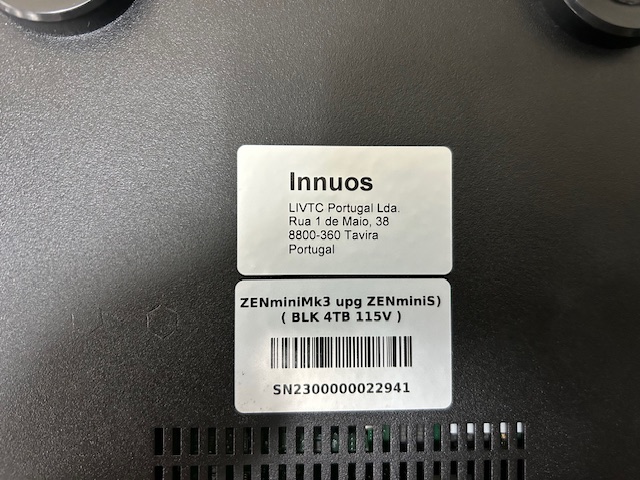 Innuos
LIVTC Portugal Lda.
Rua 1 de Maio, 38
8800-360 Tavira
Portugal
ZENminiMk3 upg ZENminiS)
( BLK 4TB 115V )
SN2300000022941